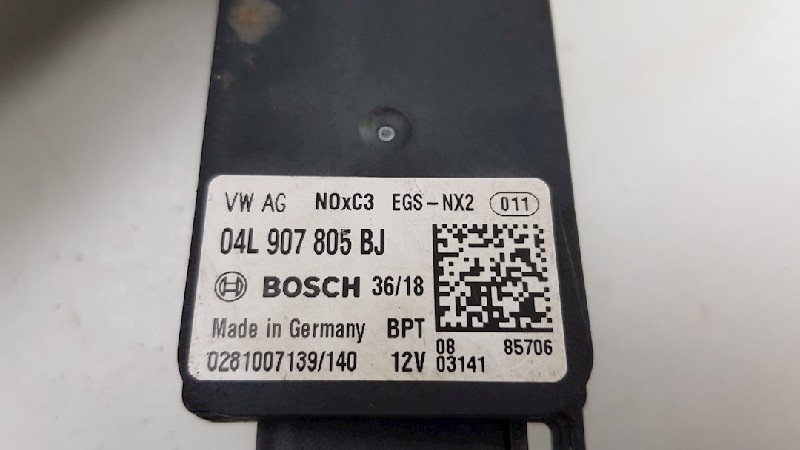 VW AG NOxC3 EGS-NX2 011
04L 907 805 BJ
BOSCH 36/18
Made in Germany BPT
08 85706
0281007139/140 12V 03141